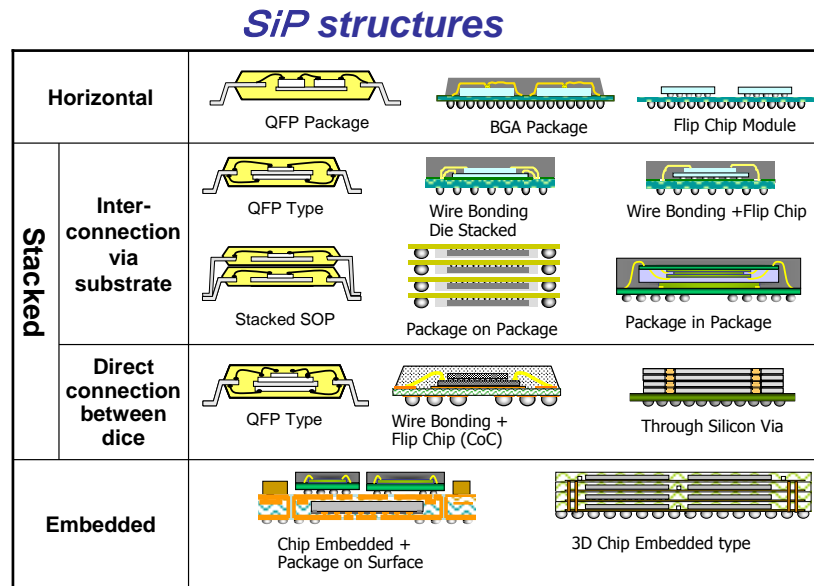 SiP structures
Horizontal
QFP Package
BGA Package
Flip Chip Module
Stacked
Inter-
connection
via
substrate
QFP Type
Wire Bonding
Die Stacked
Wire Bonding +Flip Chip
Stacked SOP
Package on Package
Package in Package
Direct
connection
between
dice
QFP Type
Wire Bonding +
Flip Chip (CoC)
Through Silicon Via
Embedded
Chip Embedded +
Package on Surface
3D Chip Embedded type